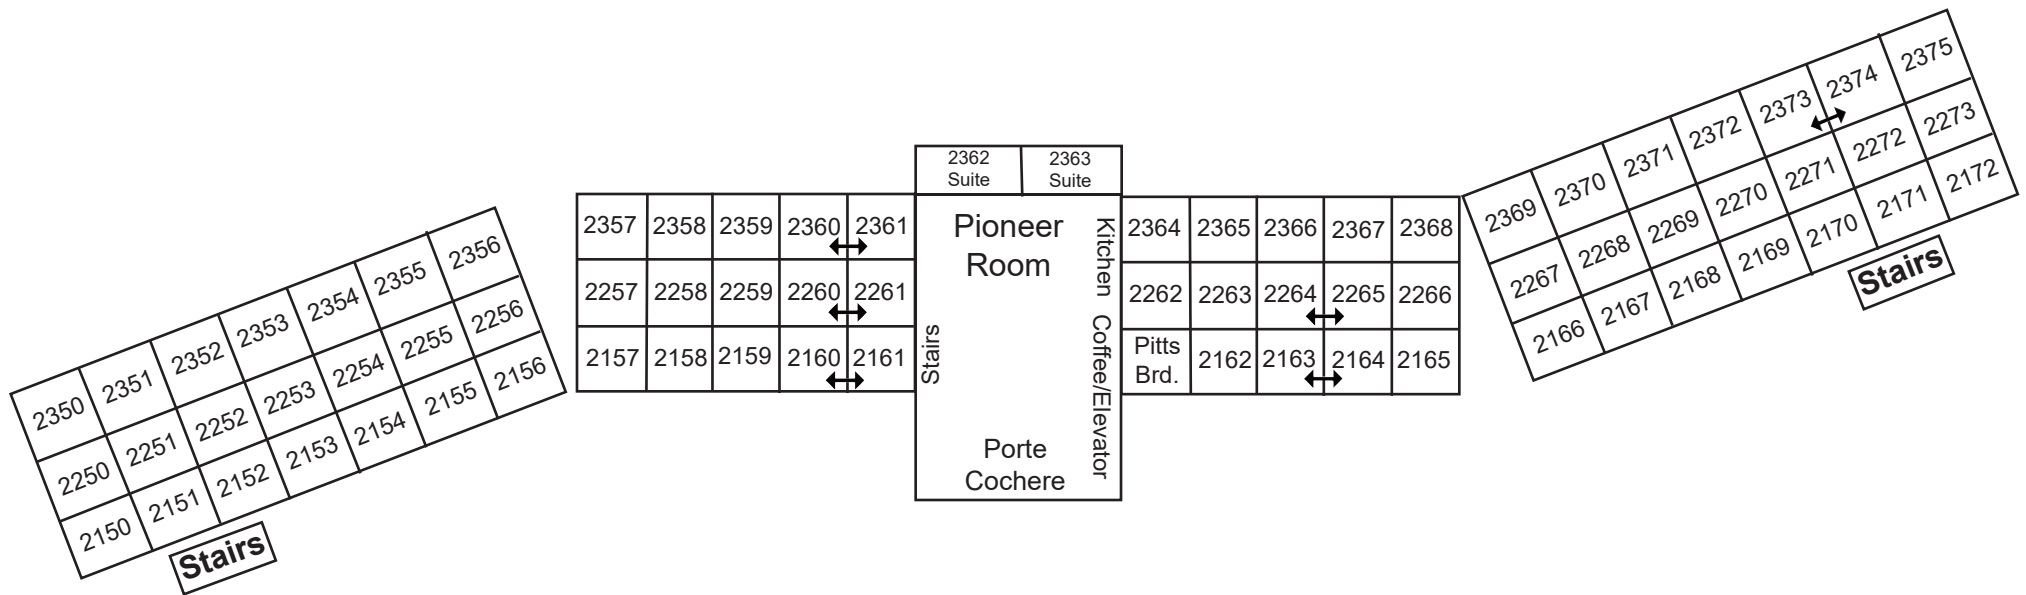 2350 2351 2352 2353 2354 2355 2356
2250 2251 2252 2253 2254 2255 2256
2150 2151 2152 2153 2154 2155 2156
Stairs
2357 2358 2359 2360 2361
2257 2258 2259 2260 2261
2157 2158 2159 2160 2161
2362
Suite
2363
Suite
Pioneer
Room
Stairs
Kitchen Coffee/Elevator
Porte
Cochere
2364 2365 2366 2367 2368
2262 2263 2264 2265 2266
Pitts
Brd.
2162 2163 2164 2165
2369 2370 2371 2372 2373 2374 2375
2267 2268 2269 2270 2271 2272 2273
2166 2167 2168 2169 2170 2171 2172
Stairs